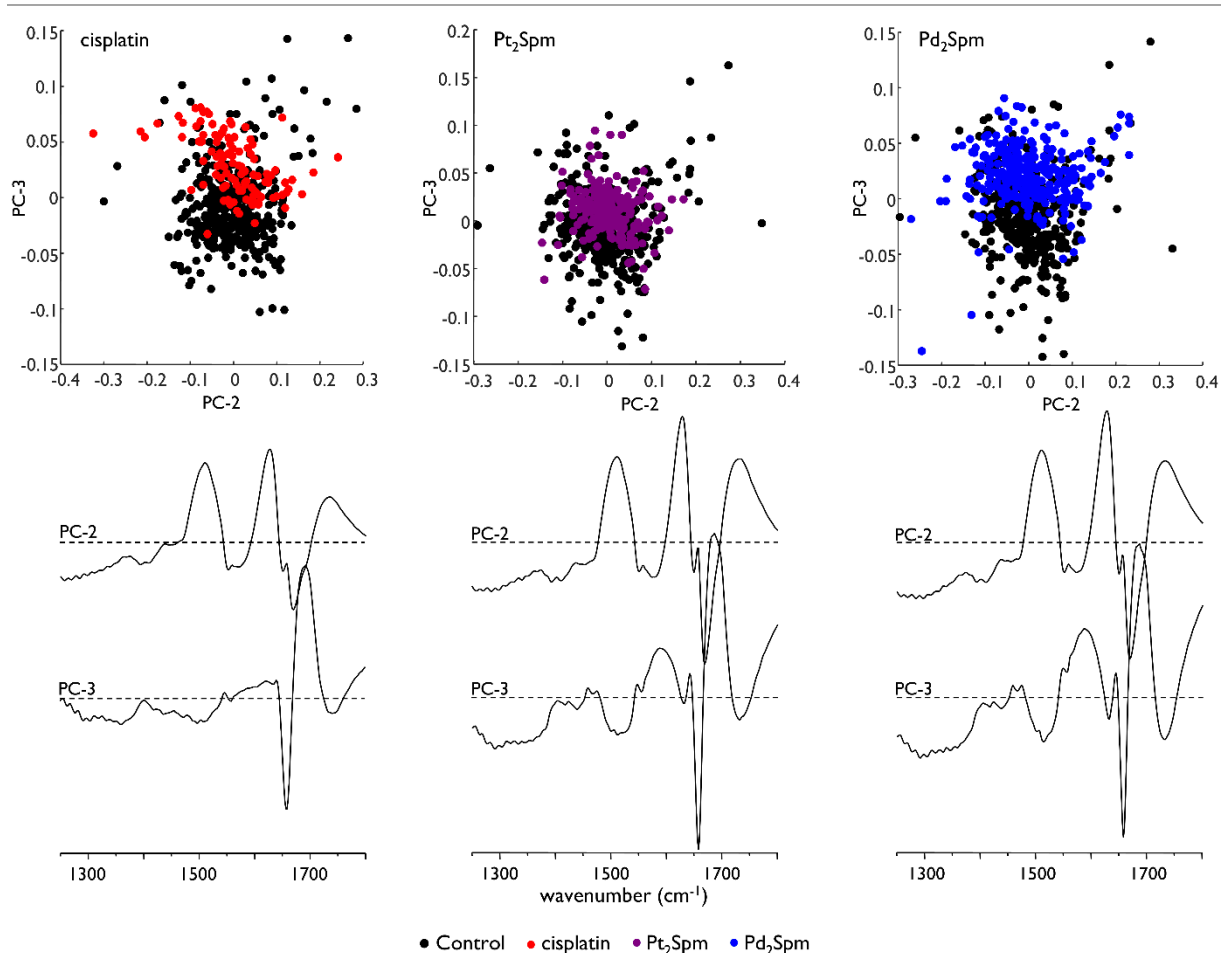 cisplatin
PC-3
0.15
0.1
0.05
0
-0.05
-0.1
-0.15
-0.4 -0.3 -0.2 -0.1 0 0.1 0.2 0.3
PC-2
Pt₂Spm
PC-3
0.2
0.15
0.1
0.05
0
-0.05
-0.1
-0.15
-0.3 -0.2 -0.1 0 0.1 0.2 0.3 0.4
PC-2
Pd₂Spm
PC-3
0.15
0.1
0.05
0
-0.05
-0.1
-0.15
-0.3 -0.2 -0.1 0 0.1 0.2 0.3 0.4
PC-2
PC-2
PC-3
1300 1500 1700
PC-2
PC-3
1300 1500 1700
wavenumber (cm⁻¹)
PC-2
PC-3
1300 1500 1700
Control cisplatin Pt₂Spm Pd₂Spm